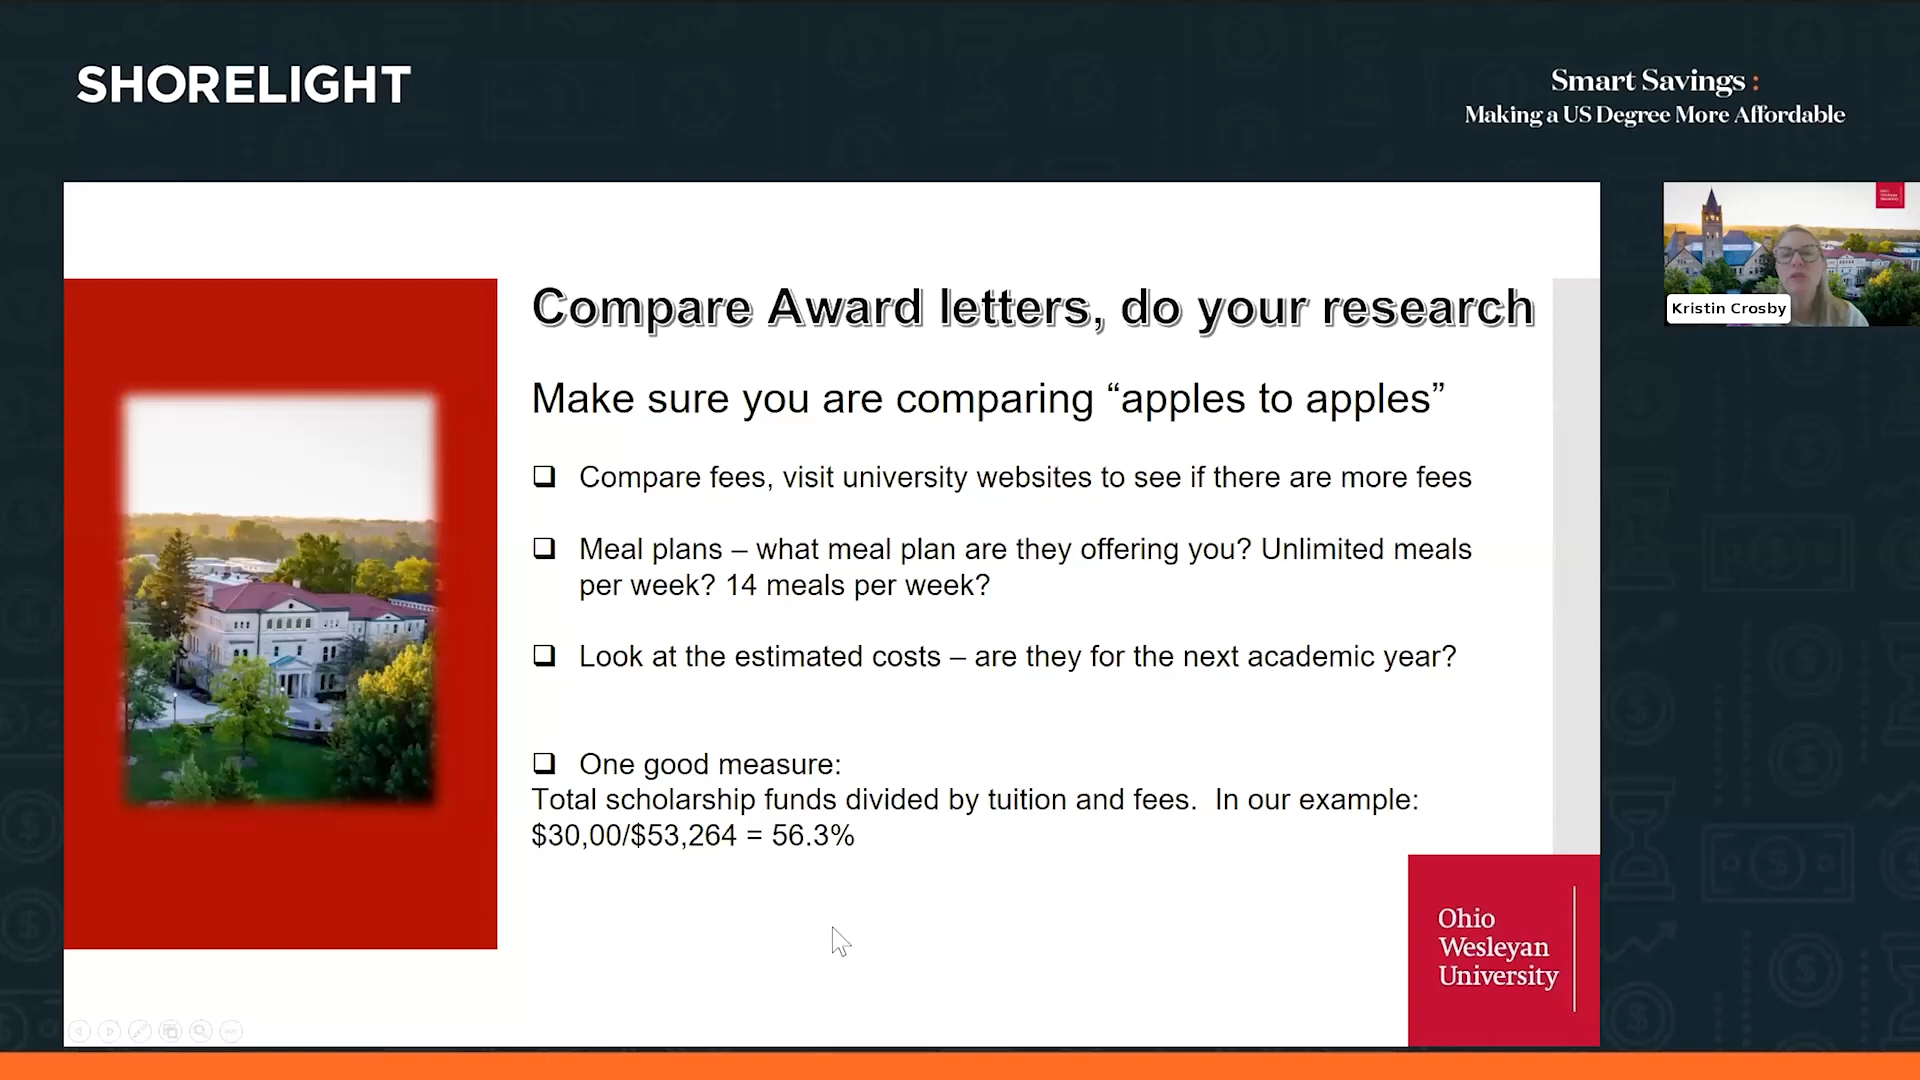 SHORELIGHT
Smart Savings :
Making a US Degree More Affordable
Kristin Crosby
Compare Award letters, do your research
Make sure you are comparing “apples to apples”
❑ Compare fees, visit university websites to see if there are more fees
❑ Meal plans – what meal plan are they offering you? Unlimited meals
per week? 14 meals per week?
❑ Look at the estimated costs – are they for the next academic year?
❑ One good measure:
Total scholarship funds divided by tuition and fees. In our example:
$30,00/$53,264 = 56.3%
Ohio
Wesleyan
University